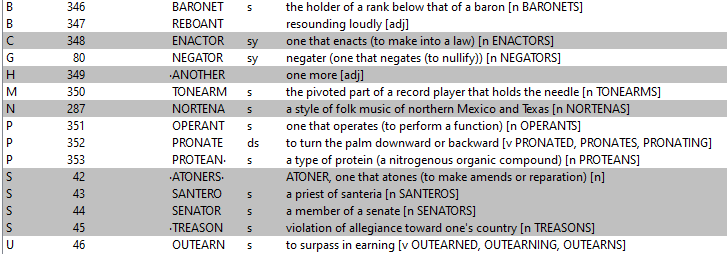 B 346 BARONET s the holder of a rank below that of a baron [n BARONETS]
B 347 REBOANT resounding loudly [adj]
C 348 ENACTOR sy one that enacts (to make into a law) [n ENACTORS]
G 80 NEGATOR sy negater (one that negates (to nullify)) [n NEGATORS]
H 349 ·ANOTHER one more [adj]
M 350 TONEARM s the pivoted part of a record player that holds the needle [n TONEARMS]
N 287 NORTENA s a style of folk music of northern Mexico and Texas [n NORTENAS]
P 351 OPERANT s one that operates (to perform a function) [n OPERANTS]
P 352 PRONATE ds to turn the palm downward or backward [v PRONATED, PRONATES, PRONATING]
P 353 PROTEAN· s a type of protein (a nitrogenous organic compound) [n PROTEANS]
S 42 ·ATONERS· ATONER, one that atones (to make amends or reparation) [n]
S 43 SANTERO s a priest of santeria [n SANTEROS]
S 44 SENATOR s a member of a senate [n SENATORS]
S 45 ·TREASON s violation of allegiance toward one's country [n TREASONS]
U 46 OUTEARN s to surpass in earning [v OUTEARNED, OUTEARNING, OUTEARNS]